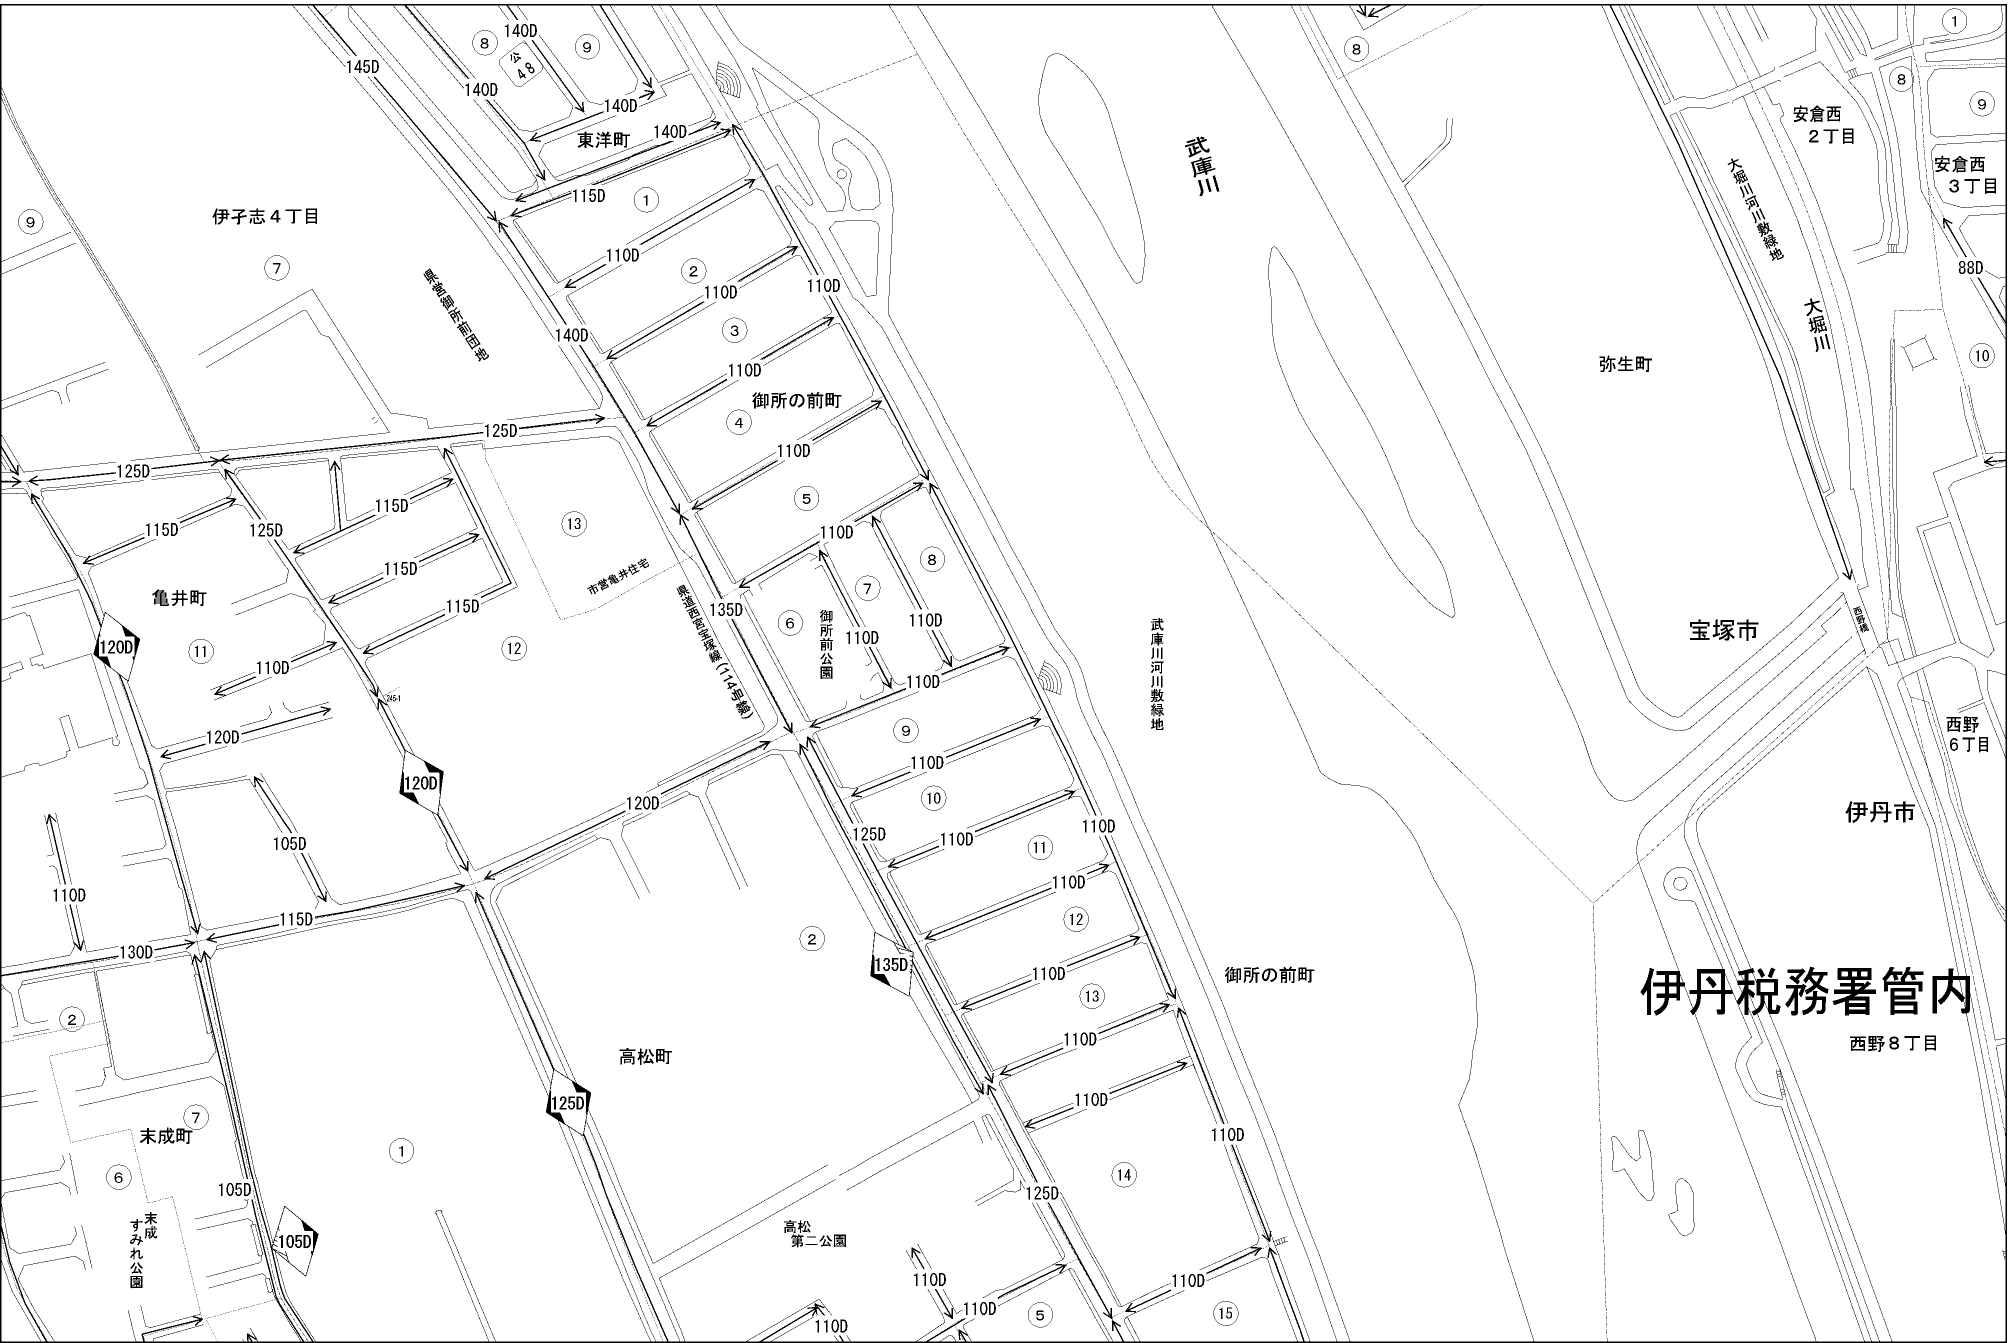 140D
⑧
公
48
⑨
145D
140D
140D
140D
東洋町
⑧
①
⑧
⑨
安倉西
2丁目
安倉西
3丁目
大堀川河川敷緑地
大堀川
88D
⑩
武庫川
弥生町
⑨
伊孑志4丁目
⑦
県営御所前団地
115D
①
110D
②
110D
110D
140D
③
110D
御所の前町
④
110D
⑤
110D
125D
125D
115D
125D
115D
115D
115D
⑬
市営亀井住宅
県道西宮宝塚線(114号線)
135D
⑥
御所前公園
⑦
110D
⑧
110D
110D
亀井町
120D
⑪
110D
⑫
245-1
120D
120D
105D
110D
115D
130D
120D
⑨
110D
⑩
110D
125D
110D
⑪
110D
⑫
110D
⑬
110D
110D
⑭
110D
125D
110D
⑮
武庫川河川敷緑地
御所の前町
宝塚市
西野橋
西野
6丁目
伊丹市
伊丹税務署管内
西野8丁目
②
135D
高松町
125D
②
⑦
末成町
⑥
①
105D
105D
末成
すみれ公園
高松
第二公園
110D
110D
110D
⑤